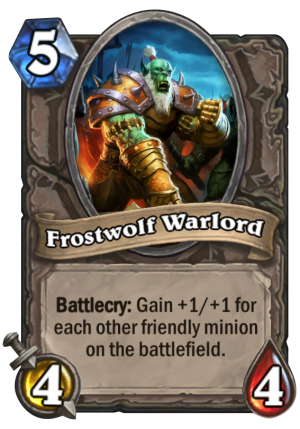 5
Frostwolf Warlord
Battlecry: Gain +1/+1 for
each other friendly minion
on the battlefield.
4
4